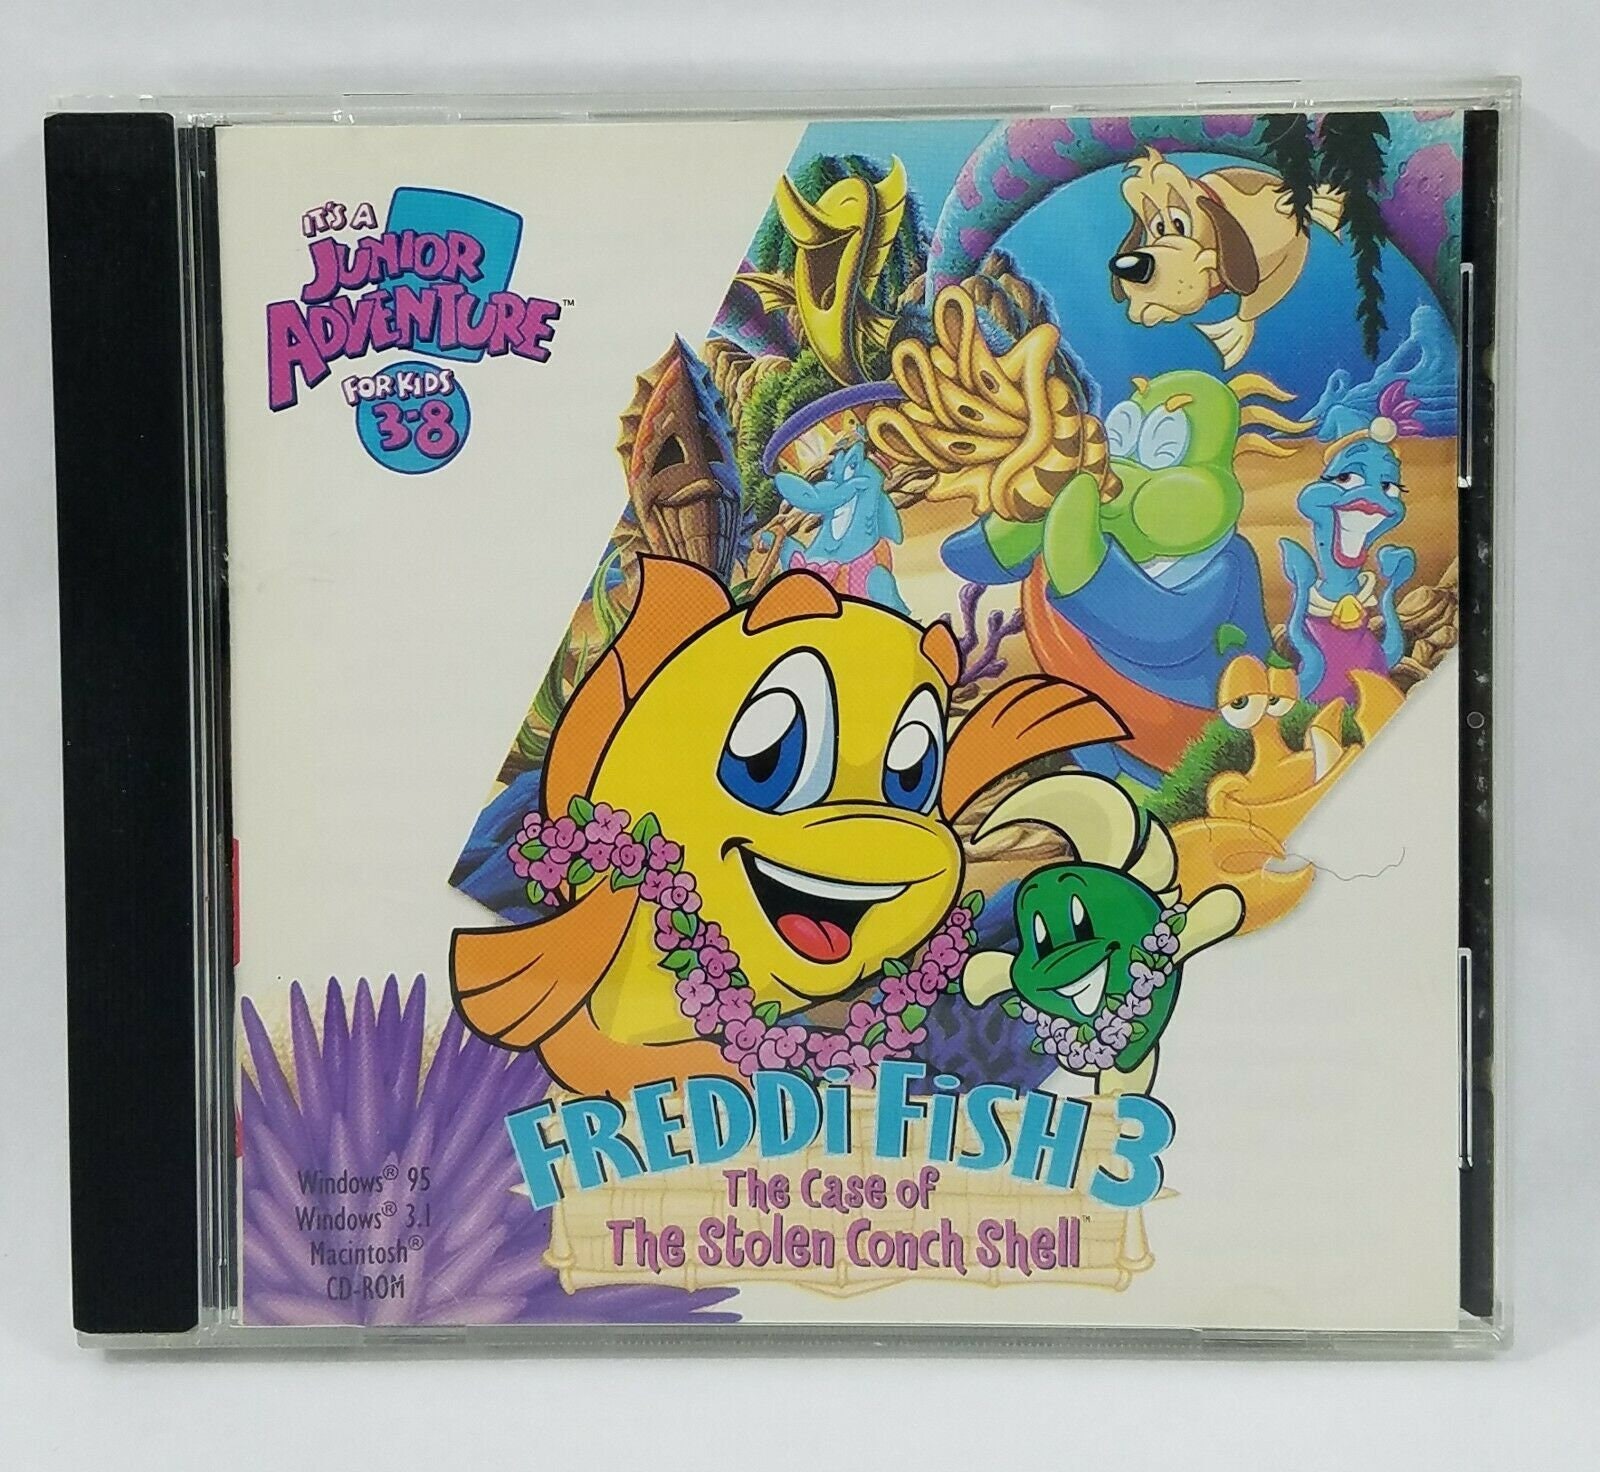 IT'S A
JUNIOR
ADVENTURE™
FOR KIDS
3-8
FREDDi FiSH 3
The Case of
The Stolen Conch Shell™
Windows® 95
Windows® 3.1
Macintosh®
CD-ROM